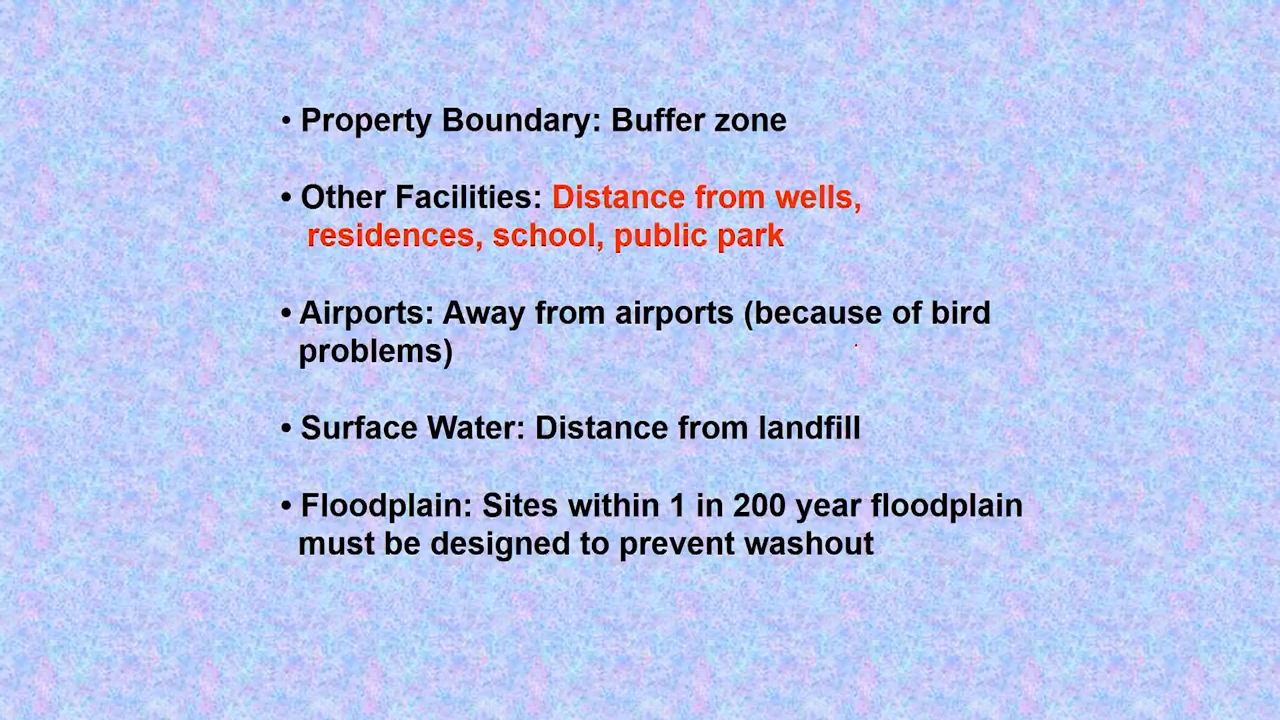 • Property Boundary: Buffer zone
• Other Facilities: Distance from wells,
residences, school, public park
• Airports: Away from airports (because of bird
problems)
• Surface Water: Distance from landfill
• Floodplain: Sites within 1 in 200 year floodplain
must be designed to prevent washout